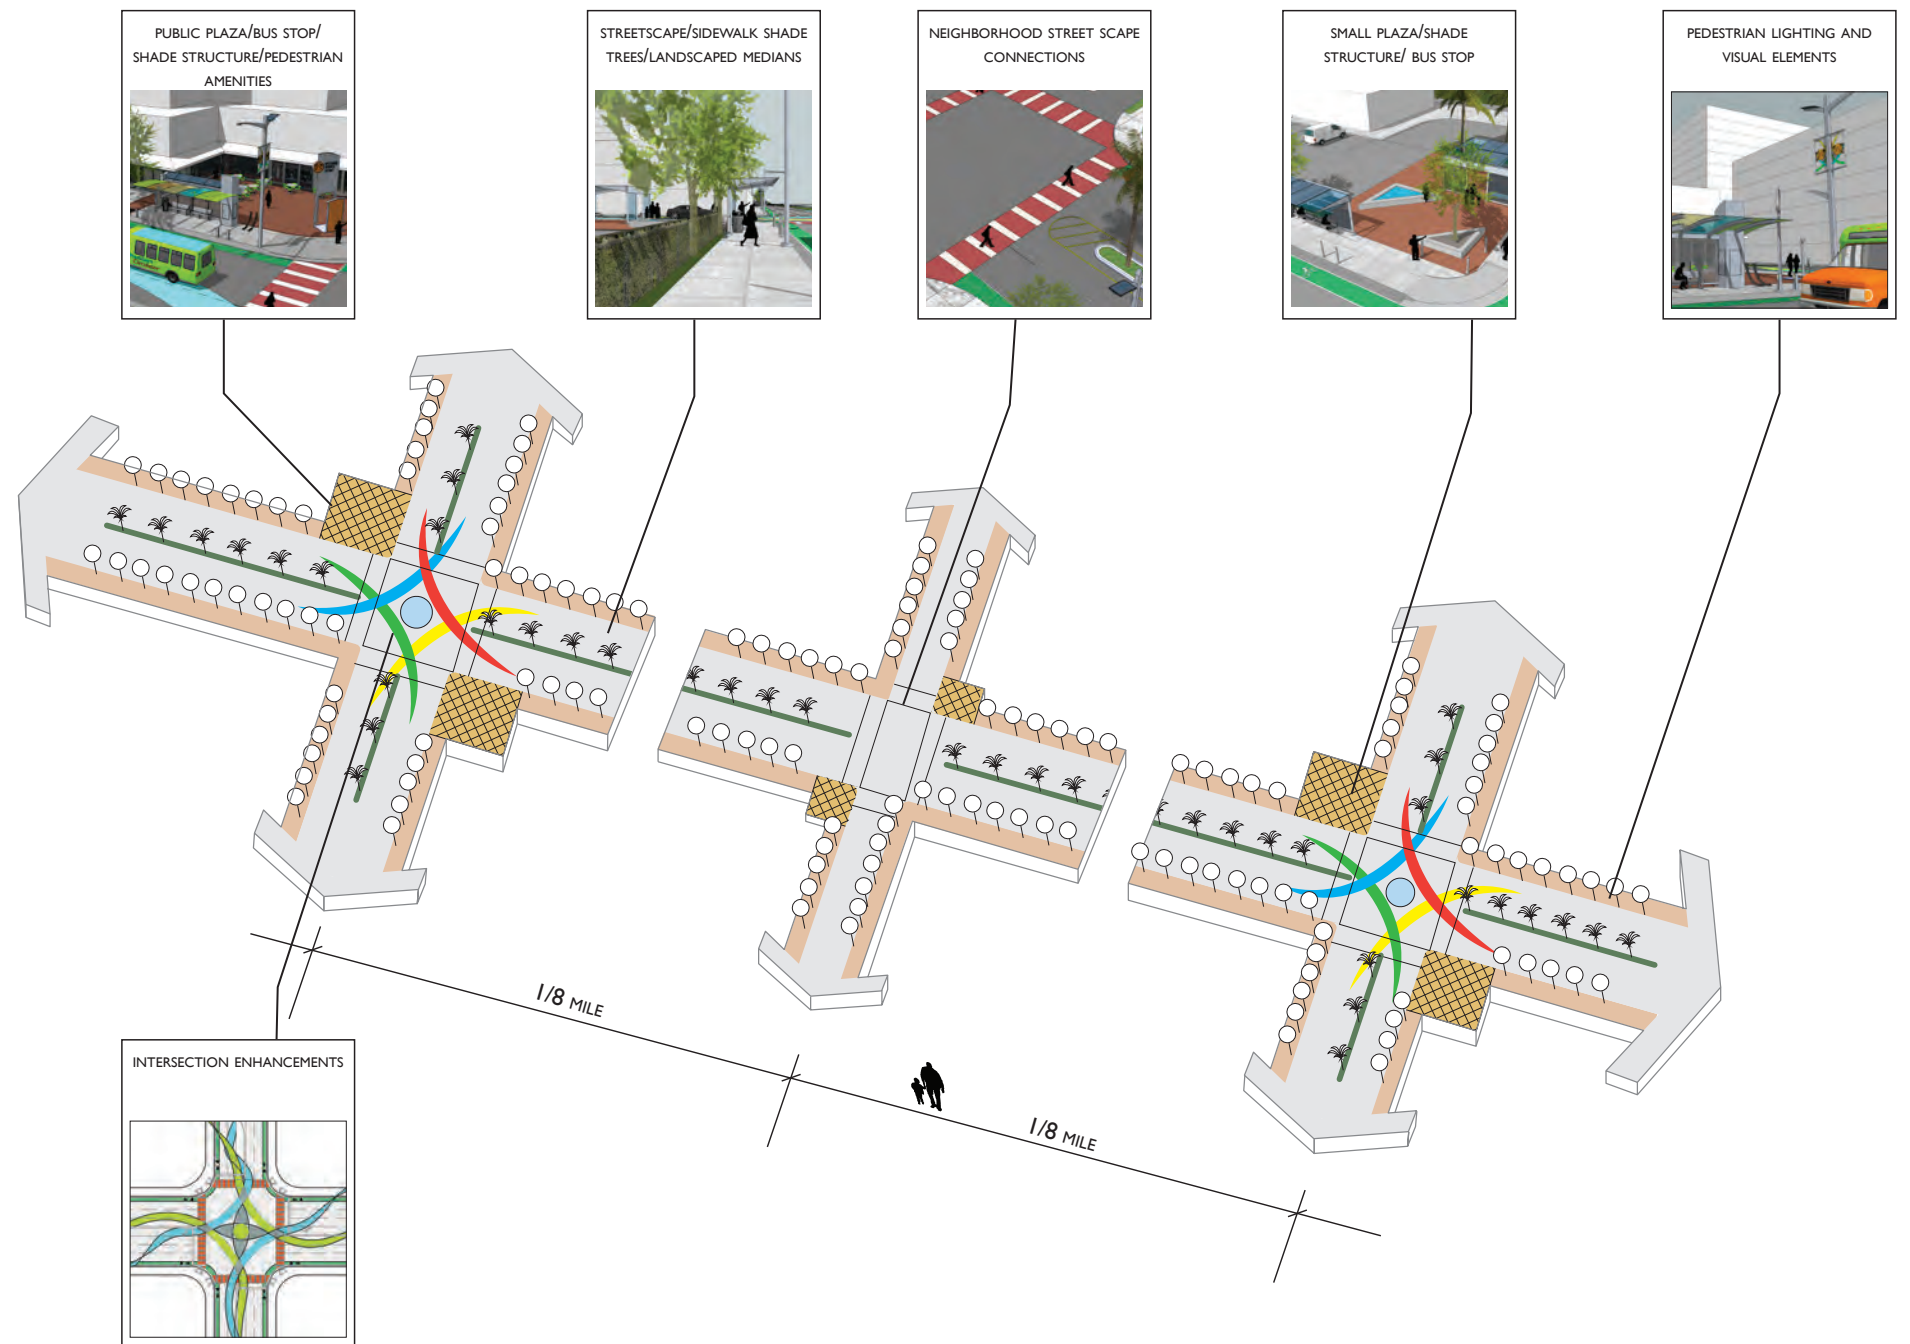 PUBLIC PLAZA/BUS STOP/
SHADE STRUCTURE/PEDESTRIAN
AMENITIES
STREETSCAPE/SIDEWALK SHADE
TREES/LANDSCAPED MEDIANS
NEIGHBORHOOD STREET SCAPE
CONNECTIONS
SMALL PLAZA/SHADE
STRUCTURE/ BUS STOP
PEDESTRIAN LIGHTING AND
VISUAL ELEMENTS
1/8 MILE
1/8 MILE
INTERSECTION ENHANCEMENTS